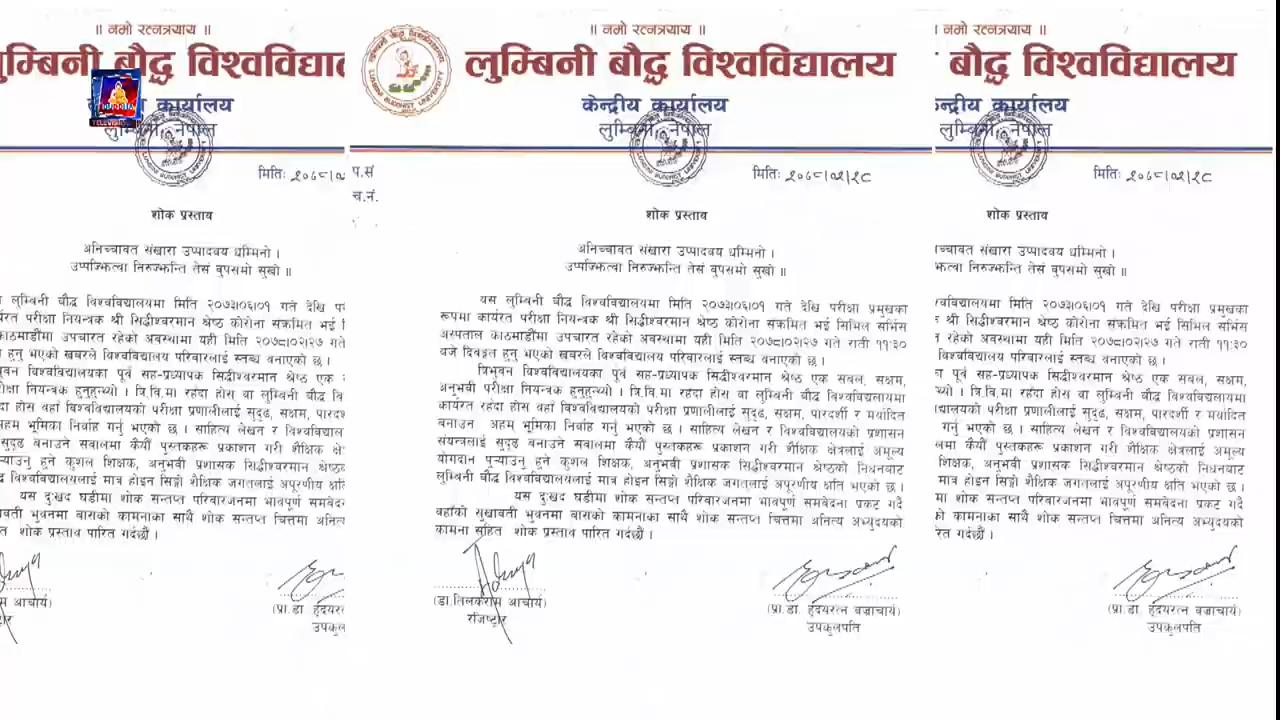 ॥ नमो रत्नत्रयाय ॥
लुम्बिनी बौद्ध विश्वविद्यालय
केन्द्रीय कार्यालय
लुम्बिनी, नेपाल
प.सं
च.नं.
मितिः २०७८/०२/२८
शोक प्रस्ताव
अनिच्चावत संखारा उप्पादवय धम्मिनो ।
उप्पज्झित्वा निरुज्झन्ति तेसं वुपसमो सुखो ॥
यस लुम्बिनी बौद्ध विश्वविद्यालयमा मिति २०७३।०६।०१ गते देखि परीक्षा प्रमुखका
रूपमा कार्यरत परीक्षा नियन्त्रक श्री सिद्धीश्वरमान श्रेष्ठ कोरोना संक्रमित भई सिभिल सर्भिस
अस्पताल काठमाडौंमा उपचारत रहेको अवस्थामा यही मिति २०७८।०२।२७ गते राती ११:३०
बजे दिवङ्गत हुनु भएको खबरले विश्वविद्यालय परिवारलाई स्तब्ध बनाएको छ ।
त्रिभुवन विश्वविद्यालयका पूर्व सह-प्राध्यापक सिद्धीश्वरमान श्रेष्ठ एक सबल, सक्षम,
अनुभवी परीक्षा नियन्त्रक हुनुहुन्थ्यो । त्रि.वि.मा रहँदा होस वा लुम्बिनी बौद्ध विश्वविद्यालयमा
कार्यरत रहँदा होस वहाँ विश्वविद्यालयको परीक्षा प्रणालीलाई सुदृढ, सक्षम, पारदर्शी र मर्यादित
बनाउन अहम् भूमिका निर्वाह गर्नु भएको छ । साहित्य लेखन र विश्वविद्यालयको प्रशासन
संयन्त्रलाई सुदृढ बनाउने सवालमा कैयौं पुस्तकहरू प्रकाशन गरी शैक्षिक क्षेत्रलाई अमूल्य
योगदान पुऱ्याउनु हुने कुशल शिक्षक, अनुभवी प्रशासक सिद्धीश्वरमान श्रेष्ठको निधनबाट
लुम्बिनी बौद्ध विश्वविद्यालयलाई मात्र होइन सिङ्गो शैक्षिक जगतलाई अपूरणीय क्षति भएको छ ।
यस दुःखद घडीमा शोक सन्तप्त परिवारजनमा भावपूर्ण समवेदना प्रकट गर्दै
वहाँको सुखावती भुवनमा बासको कामनाका साथै शोक सन्तप्त चित्तमा अनित्य अभ्युदयको
कामना सहित शोक प्रस्ताव पारित गर्दछौं ।
(डा.तिलकराम आचार्य)
रजिष्ट्रार
(प्रा.डा. हृदयरत्न बज्राचार्य)
उपकुलपति